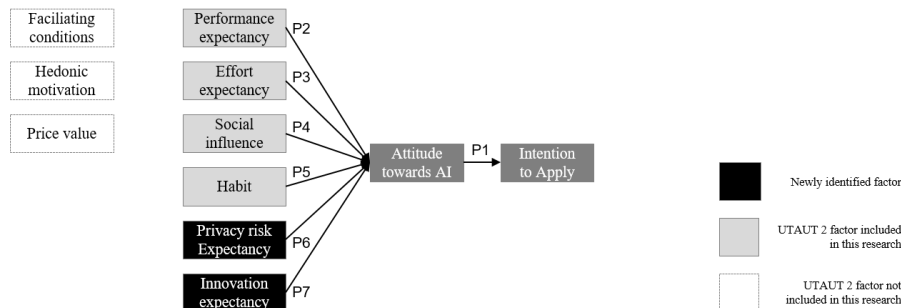 Faciliating
conditions
Hedonic
motivation
Price value
Performance
expectancy
P2
Effort
expectancy
P3
Social
influence
P4
Habit
P5
Privacy risk
Expectancy
P6
Innovation
expectancy
P7
Attitude
towards AI
P1
Intention
to Apply
Newly identified factor
UTAUT 2 factor included
in this research
UTAUT 2 factor not
included in this research